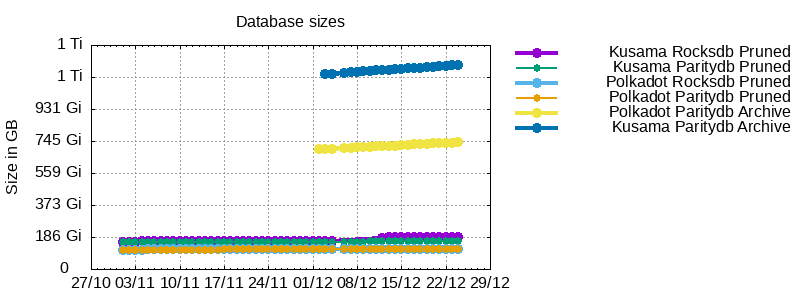 Database sizes
Size in GB
1 Ti
1 Ti
931 Gi
745 Gi
559 Gi
373 Gi
186 Gi
0
27/10 03/11 10/11 17/11 24/11 01/12 08/12 15/12 22/12 29/12
Kusama Rocksdb Pruned
Kusama Paritydb Pruned
Polkadot Rocksdb Pruned
Polkadot Paritydb Pruned
Polkadot Paritydb Archive
Kusama Paritydb Archive